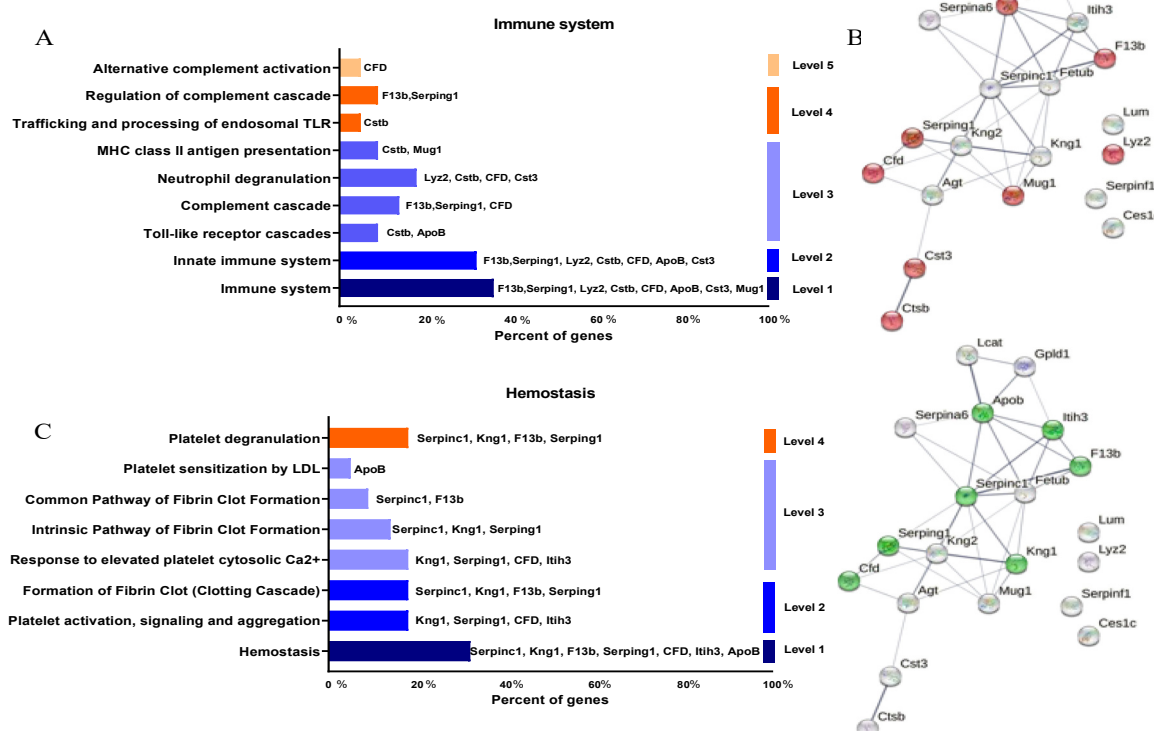 Immune system
A
Alternative complement activation
CFD
Level 5
Regulation of complement cascade
F13b,Serping1
Level 4
Trafficking and processing of endosomal TLR
Cstb
MHC class II antigen presentation
Cstb, Mug1
Neutrophil degranulation
Lyz2, Cstb, CFD, Cst3
Level 3
Complement cascade
F13b,Serping1, CFD
Toll-like receptor cascades
Cstb, ApoB
Innate immune system
F13b,Serping1, Lyz2, Cstb, CFD, ApoB, Cst3
Level 2
Immune system
F13b,Serping1, Lyz2, Cstb, CFD, ApoB, Cst3, Mug1
Level 1
0 %
20 %
40 %
60 %
80 %
100 %
Percent of genes
B
Serpina6
Itih3
F13b
Serpinc1
Fetub
Lum
Serping1
Kng2
Kng1
Lyz2
Cfd
Agt
Mug1
Serpinf1
Ces1
Cst3
Ctsb
Hemostasis
C
Platelet degranulation
Serpinc1, Kng1, F13b, Serping1
Level 4
Platelet sensitization by LDL
ApoB
Common Pathway of Fibrin Clot Formation
Serpinc1, F13b
Level 3
Intrinsic Pathway of Fibrin Clot Formation
Serpinc1, Kng1, Serping1
Response to elevated platelet cytosolic Ca2+
Kng1, Serping1, CFD, Itih3
Formation of Fibrin Clot (Clotting Cascade)
Serpinc1, Kng1, F13b, Serping1
Level 2
Platelet activation, signaling and aggregation
Kng1, Serping1, CFD, Itih3
Hemostasis
Serpinc1, Kng1, F13b, Serping1, CFD, Itih3, ApoB
Level 1
0 %
20 %
40 %
60 %
80 %
100 %
Percent of genes
Lcat
Gpld1
Apob
Serpina6
Itih3
F13b
Serpinc1
Fetub
Lum
Serping1
Kng2
Kng1
Lyz2
Cfd
Agt
Mug1
Serpinf1
Ces1c
Cst3
Ctsb